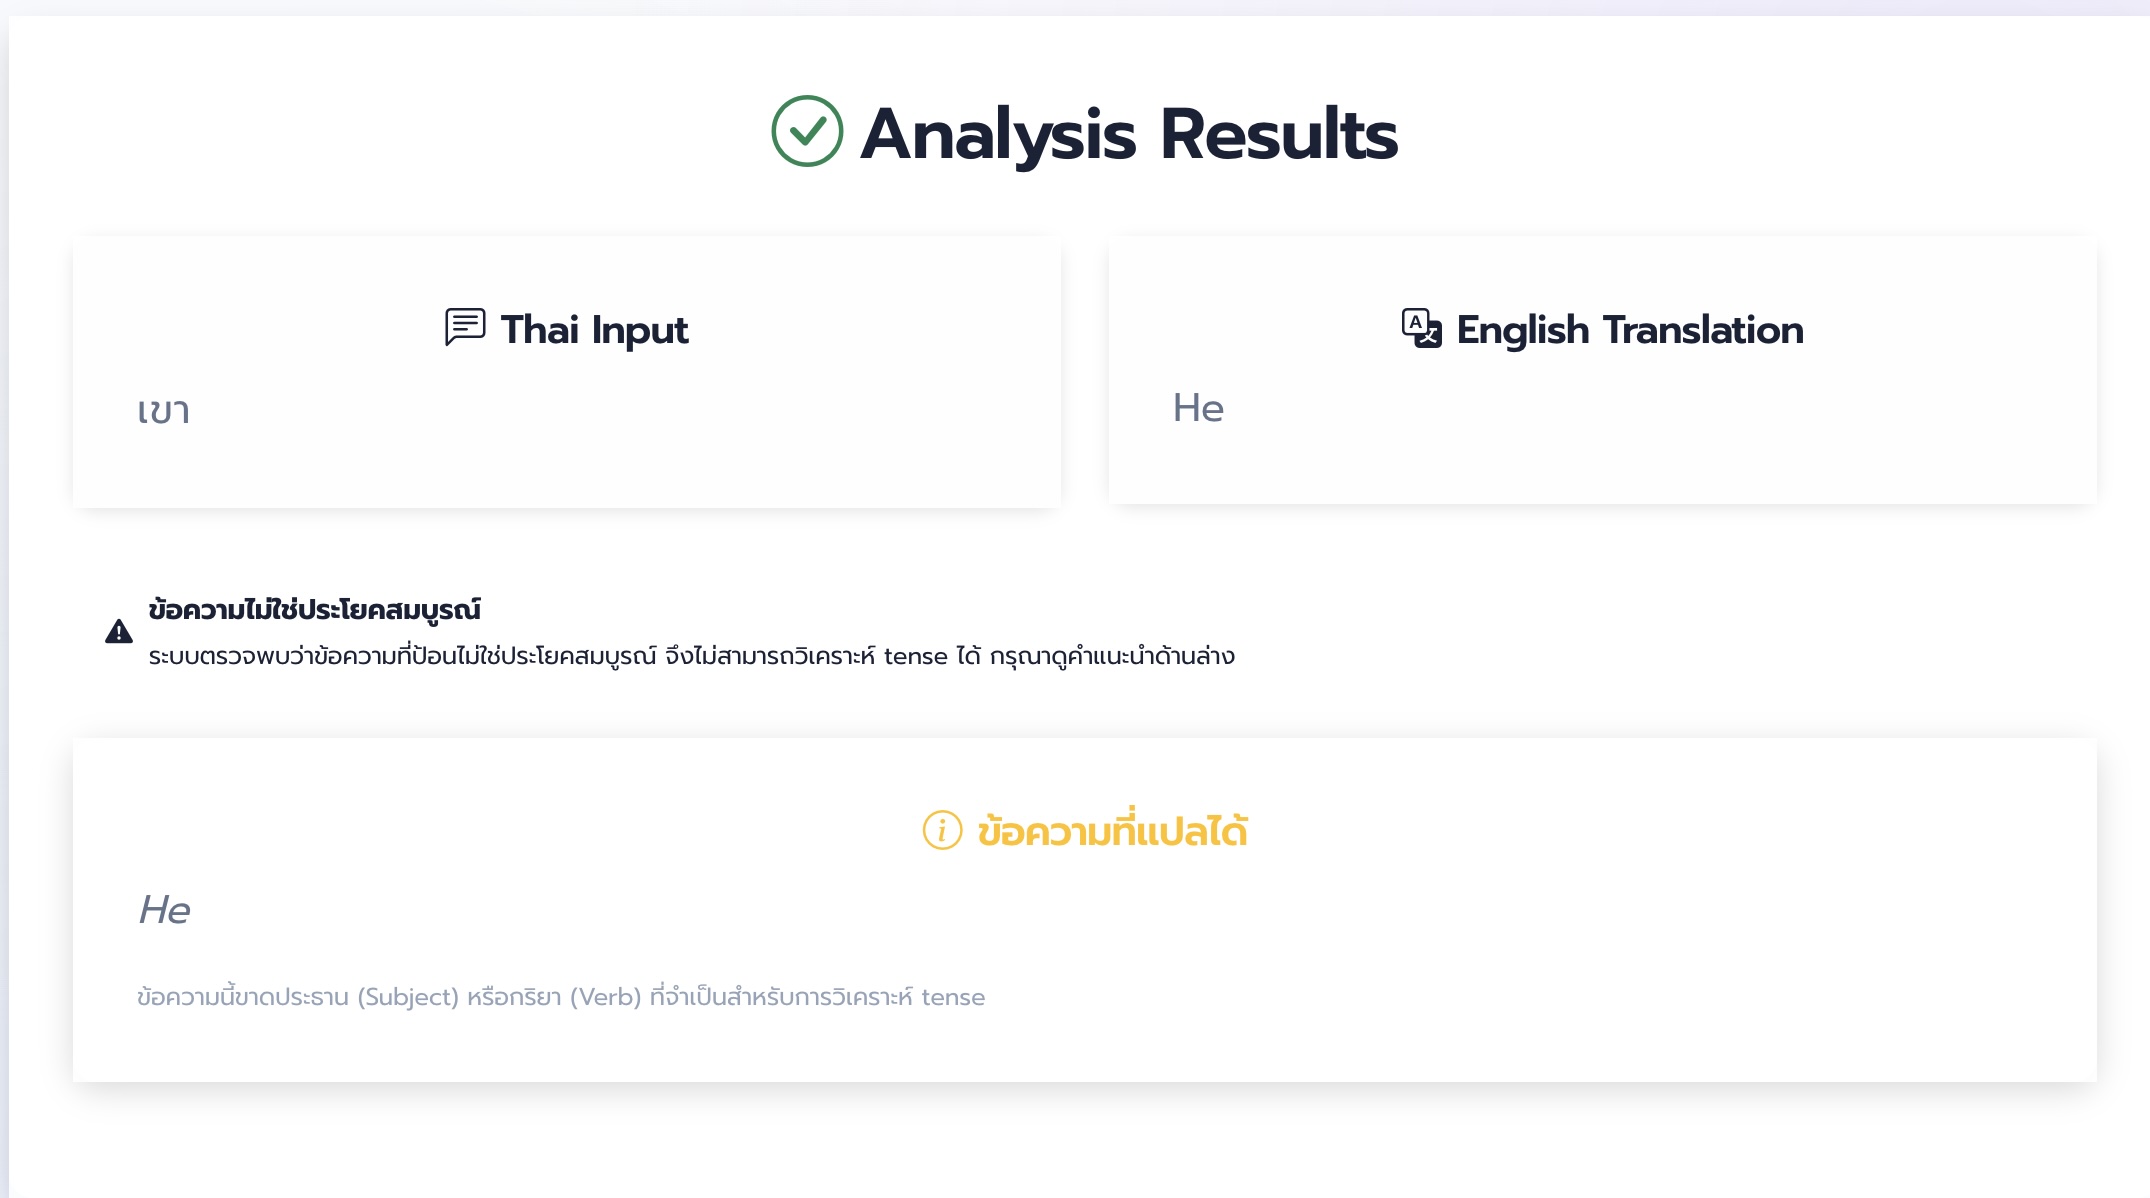 Analysis Results
Thai Input
เขา
English Translation
He
ข้อความไม่ใช่ประโยคสมบูรณ์
ระบบตรวจพบว่าข้อความที่ป้อนไม่ใช่ประโยคสมบูรณ์ จึงไม่สามารถวิเคราะห์ tense ได้ กรุณาดูคำแนะนำด้านล่าง
ข้อความที่แปลได้
He
ข้อความนี้ขาดประธาน (Subject) หรือกริยา (Verb) ที่จำเป็นสำหรับการวิเคราะห์ tense